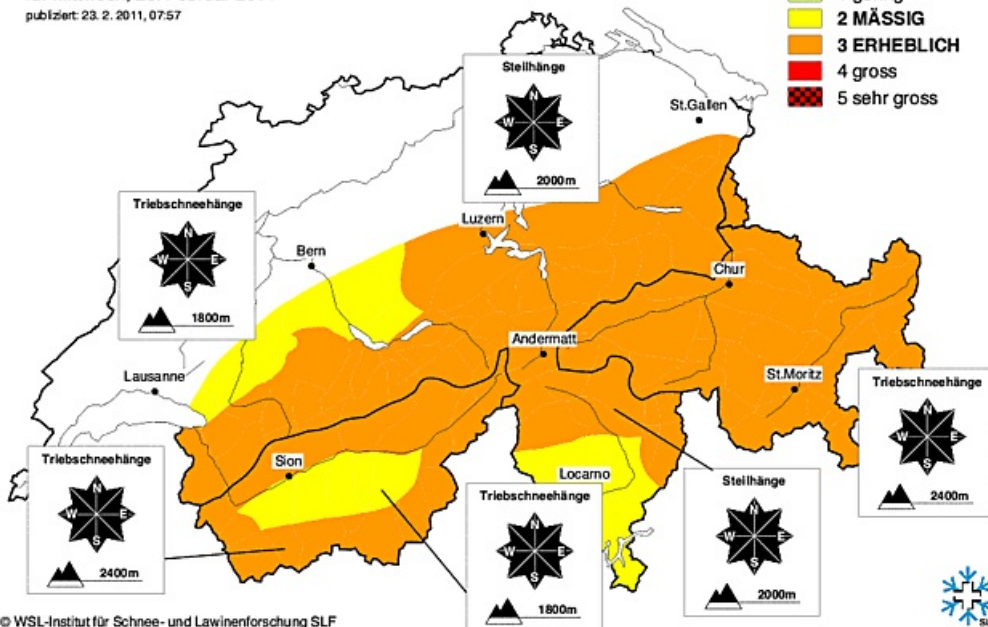 publiziert: 23. 2. 2011, 07:57
2 MÄSSIG
3 ERHEBLICH
4 gross
5 sehr gross
Steilhänge
N
W E
S
2000m
St.Gallen
Triebschneehänge
N
W E
S
1800m
Luzern
Bern
Chur
Andermatt
Lausanne
St.Moritz
Triebschneehänge
N
W E
S
2400m
Triebschneehänge
N
W E
S
2400m
Sion
Locarno
Triebschneehänge
N
W E
S
1800m
Steilhänge
N
W E
S
2000m
© WSL-Institut für Schnee- und Lawinenforschung SLF